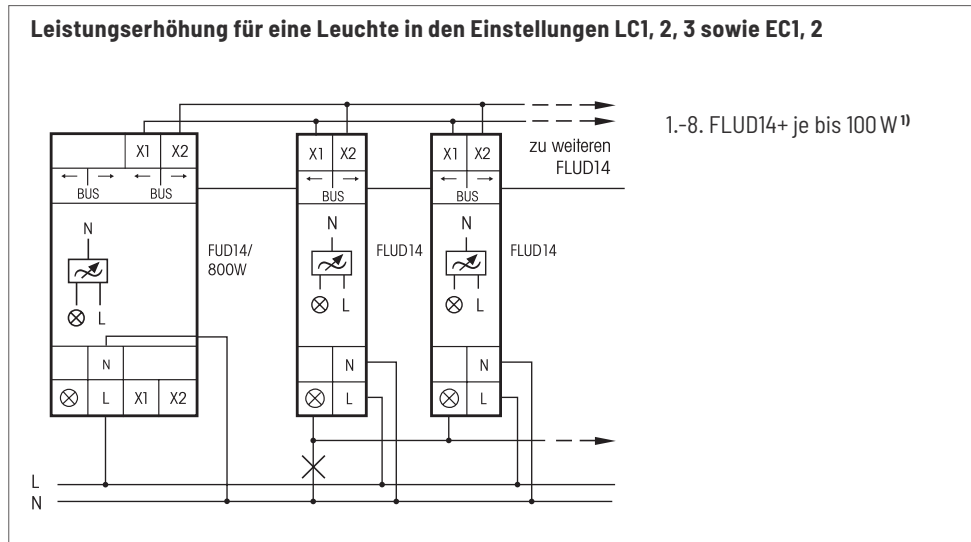 Leistungserhöhung für eine Leuchte in den Einstellungen LC1, 2, 3 sowie EC1, 2
1.-8. FLUD14+ je bis 100 W ¹⁾
X1 X2 X1 X2 X1 X2
zu weiteren
FLUD14
BUS BUS BUS BUS
N N N
FUD14/
800W
FLUD14 FLUD14
L L L
N N N
L X1 X2 L L
L
N